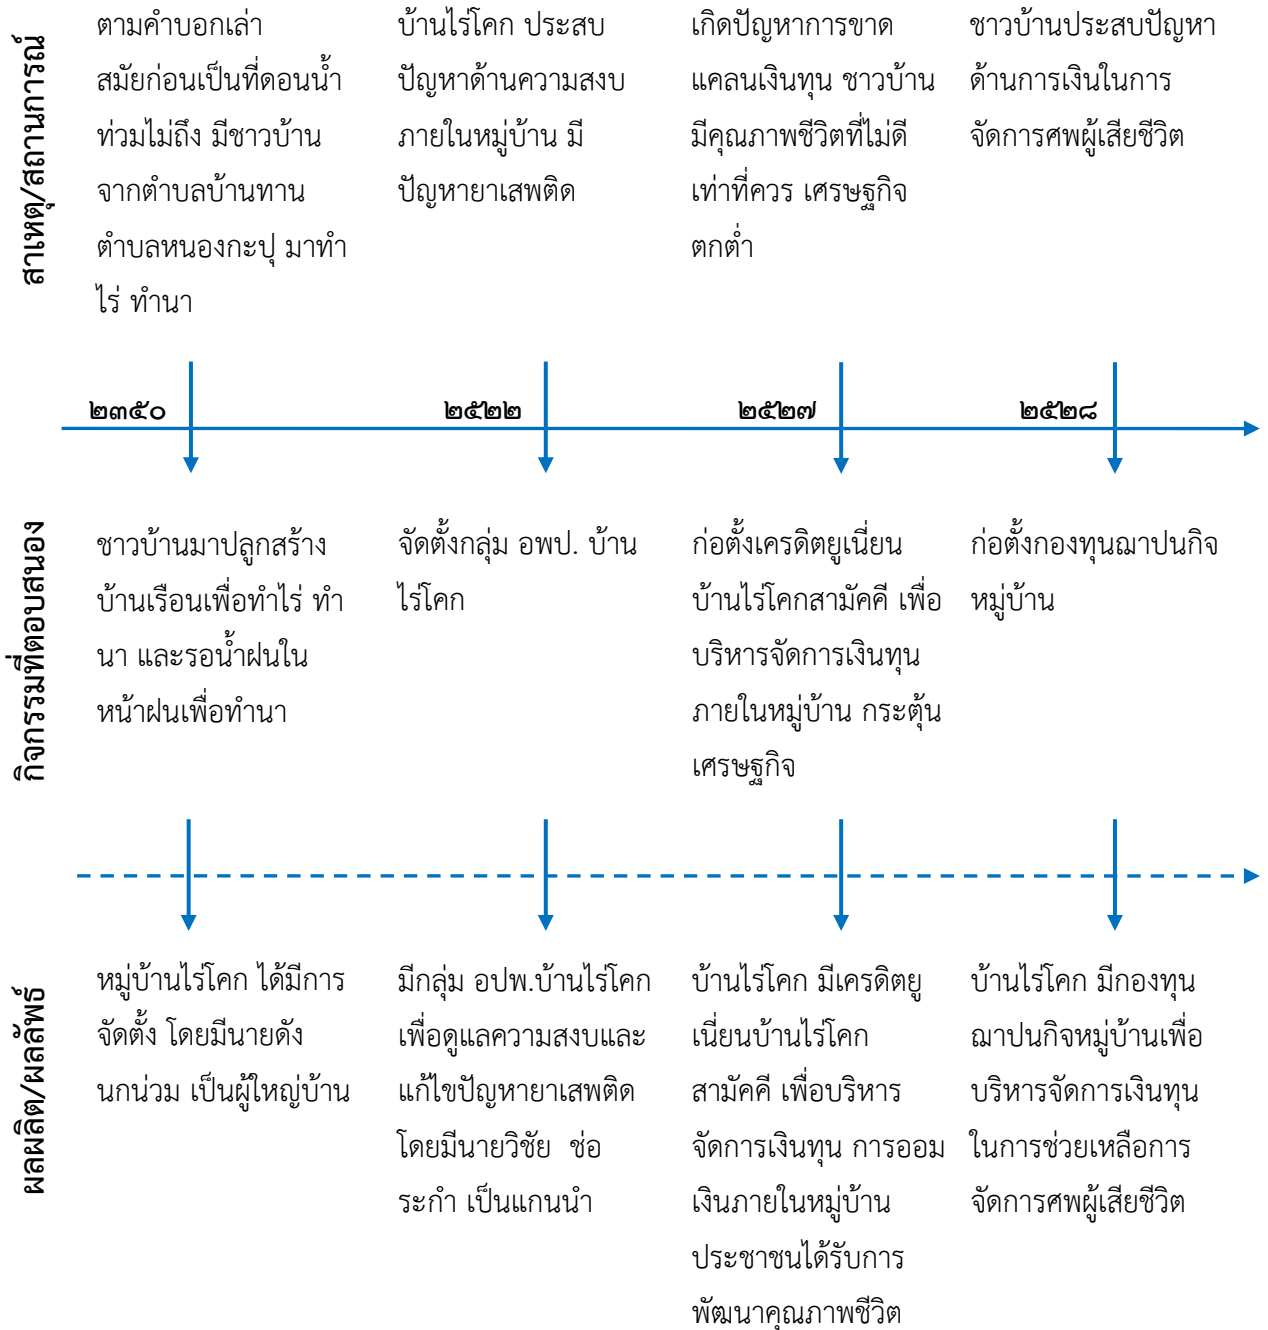 สาเหตุ/สถานการณ์
ตามคำบอกเล่า
สมัยก่อนเป็นที่ดอนน้ำ
ท่วมไม่ถึง มีชาวบ้าน
จากตำบลบ้านทาน
ตำบลหนองกะปุ มาทำ
ไร่ ทำนา
บ้านไร่โคก ประสบ
ปัญหาด้านความสงบ
ภายในหมู่บ้าน มี
ปัญหายาเสพติด
เกิดปัญหาการขาด
แคลนเงินทุน ชาวบ้าน
มีคุณภาพชีวิตที่ไม่ดี
เท่าที่ควร เศรษฐกิจ
ตกต่ำ
ชาวบ้านประสบปัญหา
ด้านการเงินในการ
จัดการศพผู้เสียชีวิต
๒๓๕๐
๒๕๒๒
๒๕๒๗
๒๕๒๘
กิจกรรมที่ตอบสนอง
ชาวบ้านมาปลูกสร้าง
บ้านเรือนเพื่อทำไร่ ทำ
นา และรอน้ำฝนใน
หน้าฝนเพื่อทำนา
จัดตั้งกลุ่ม อพป. บ้าน
ไร่โคก
ก่อตั้งเครดิตยูเนี่ยน
บ้านไร่โคกสามัคคี เพื่อ
บริหารจัดการเงินทุน
ภายในหมู่บ้าน กระตุ้น
เศรษฐกิจ
ก่อตั้งกองทุนฌาปนกิจ
หมู่บ้าน
ผลผลิต/ผลลัพธ์
หมู่บ้านไร่โคก ได้มีการ
จัดตั้ง โดยมีนายดัง
นกน่วม เป็นผู้ใหญ่บ้าน
มีกลุ่ม อปพ.บ้านไร่โคก
เพื่อดูแลความสงบและ
แก้ไขปัญหายาเสพติด
โดยมีนายวิชัย ช่อ
ระกำ เป็นแกนนำ
บ้านไร่โคก มีเครดิตยู
เนี่ยนบ้านไร่โคก
สามัคคี เพื่อบริหาร
จัดการเงินทุน การออม
เงินภายในหมู่บ้าน
ประชาชนได้รับการ
พัฒนาคุณภาพชีวิต
บ้านไร่โคก มีกองทุน
ฌาปนกิจหมู่บ้านเพื่อ
บริหารจัดการเงินทุน
ในการช่วยเหลือการ
จัดการศพผู้เสียชีวิต